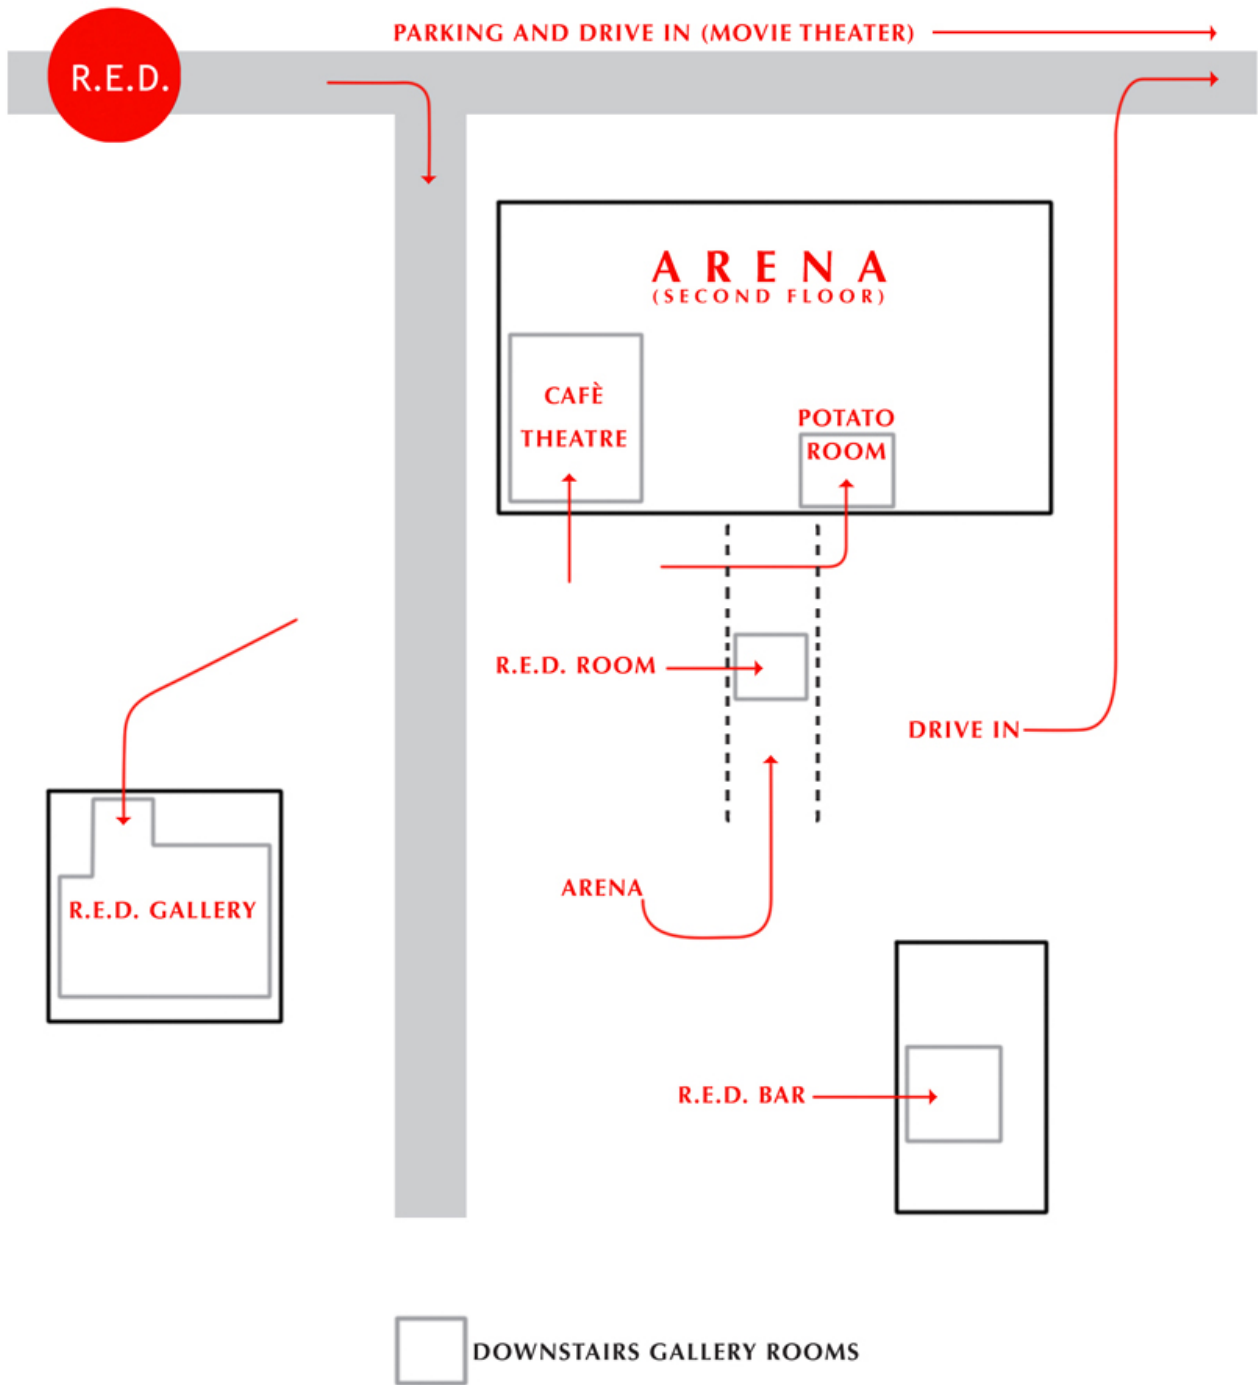 PARKING AND DRIVE IN (MOVIE THEATER)
R.E.D.
ARENA
(SECOND FLOOR)
CAFÈ
THEATRE
POTATO
ROOM
R.E.D. ROOM
DRIVE IN
ARENA
R.E.D. GALLERY
R.E.D. BAR
DOWNSTAIRS GALLERY ROOMS